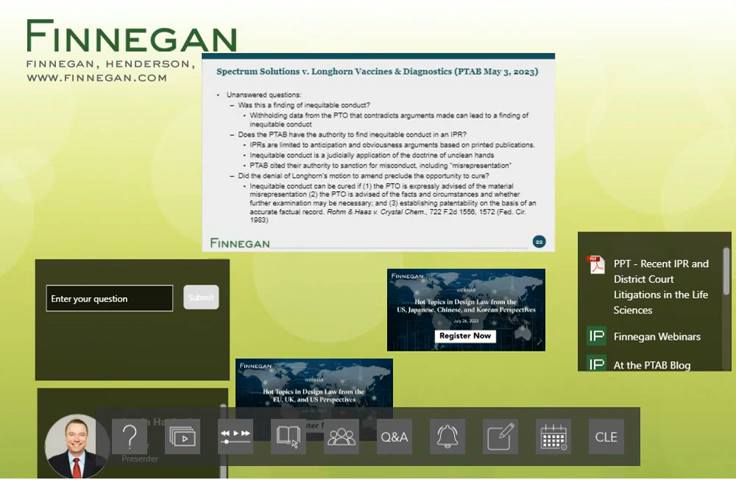 FINNEGAN
FINNEGAN, HENDERSON,
WWW.FINNEGAN.COM
Spectrum Solutions v. Longhorn Vaccines & Diagnostics (PTAB May 3, 2023)
• Unanswered questions:
– Was this a finding of inequitable conduct?
• Withholding data from the PTO that contradicts arguments made can lead to a finding of
inequitable conduct
– Does the PTAB have the authority to find inequitable conduct in an IPR?
• IPRs are limited to anticipation and obviousness arguments based on printed publications.
• Inequitable conduct is a judicially application of the doctrine of unclean hands
• PTAB cited their authority to sanction for misconduct, including "misrepresentation"
– Did the denial of Longhorn's motion to amend preclude the opportunity to cure?
• Inequitable conduct can be cured if (1) the PTO is expressly advised of the material
misrepresentation (2) the PTO is advised of the facts and circumstances and whether
further examination may be necessary; and (3) establishing patentability on the basis of an
accurate factual record. Rohm & Haas v. Crystal Chem., 722 F.2d 1556, 1572 (Fed. Cir.
1983)
FINNEGAN
PPT - Recent IPR and
District Court
Litigations in the Life
Sciences
Finnegan Webinars
At the PTAB Blog
Enter your question
Submit
FINNEGAN
WEBINAR
Hot Topics in Design Law from the
US, Japanese, Chinese, and Korean Perspectives
July 26, 2023
Register Now
FINNEGAN
WEBINAR
Hot Topics in Design Law from the
EU, UK, and US Perspectives
Presenter
?
Q&A
CLE